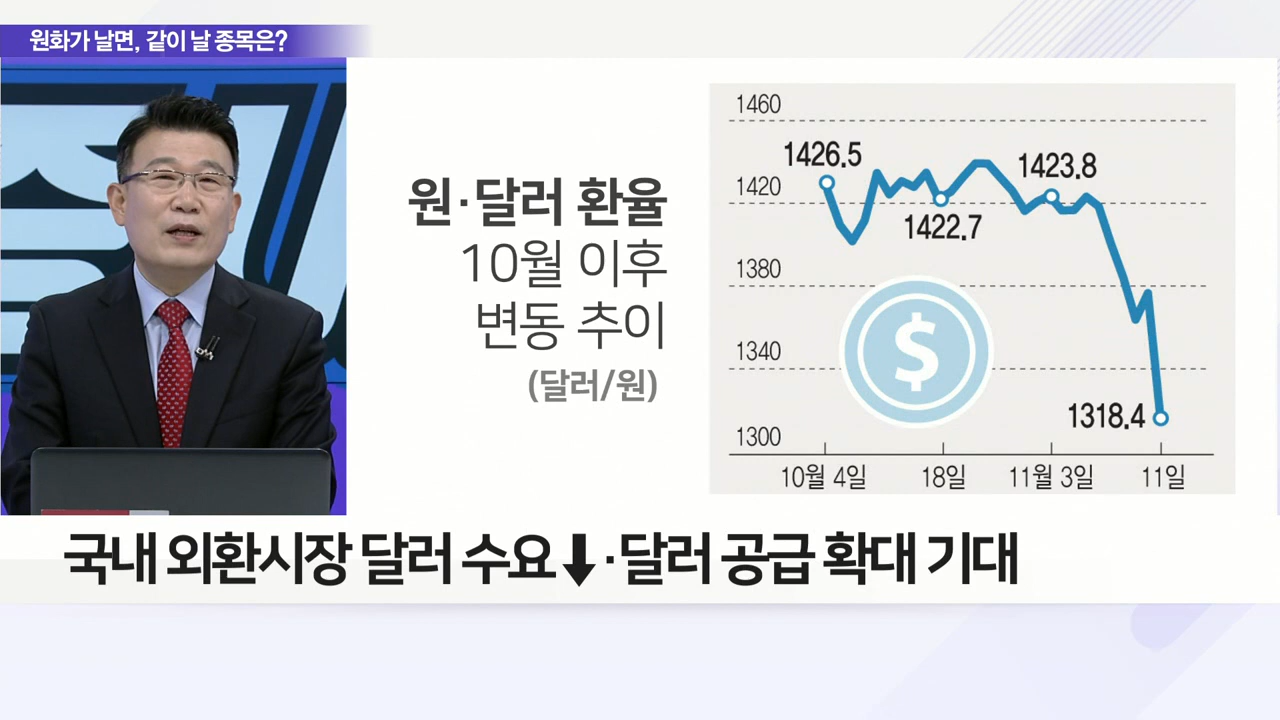 원화가 날면, 같이 날 종목은?
원·달러 환율
10월 이후
변동 추이
(달러/원)
1460
1420
1380
1340
1300
1426.5
1422.7
1423.8
1318.4
$
10월 4일 18일 11월 3일 11일
국내 외환시장 달러 수요⬇·달러 공급 확대 기대